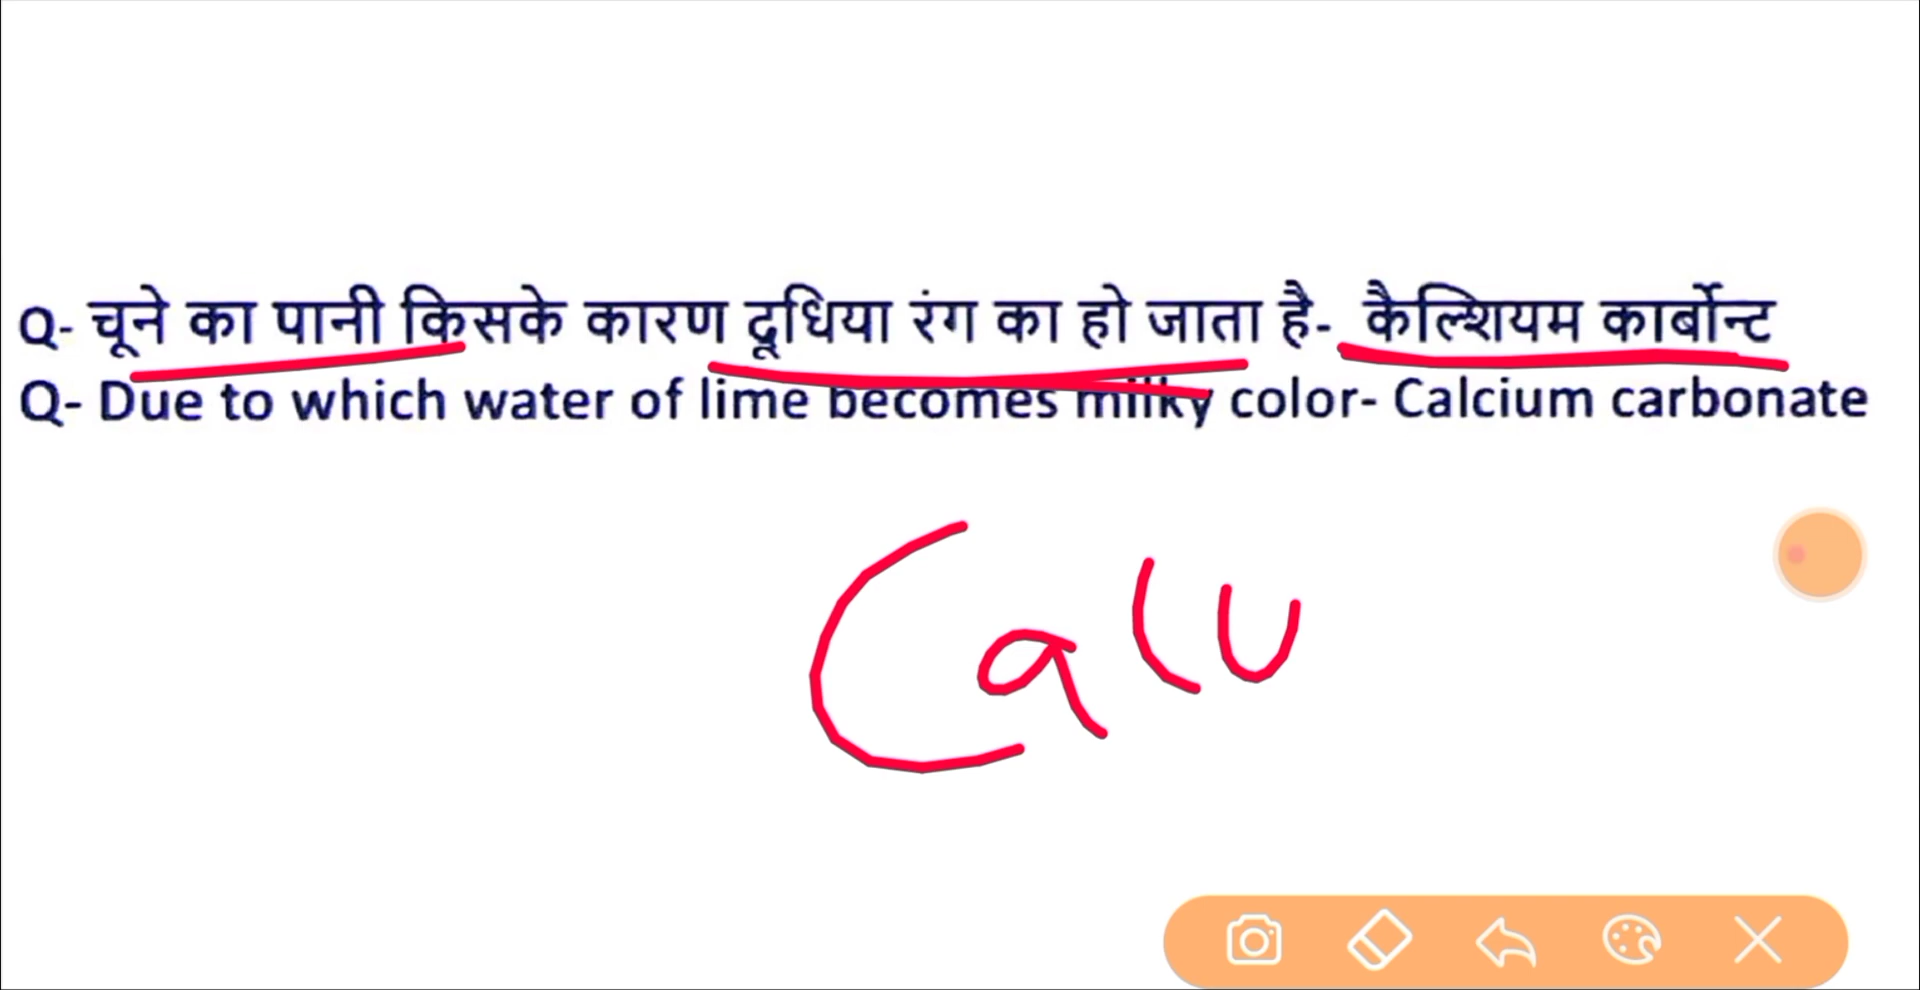 Q- चूने का पानी किसके कारण दूधिया रंग का हो जाता है- कैल्शियम कार्बोन्ट
Q- Due to which water of lime becomes milky color- Calcium carbonate
Calu